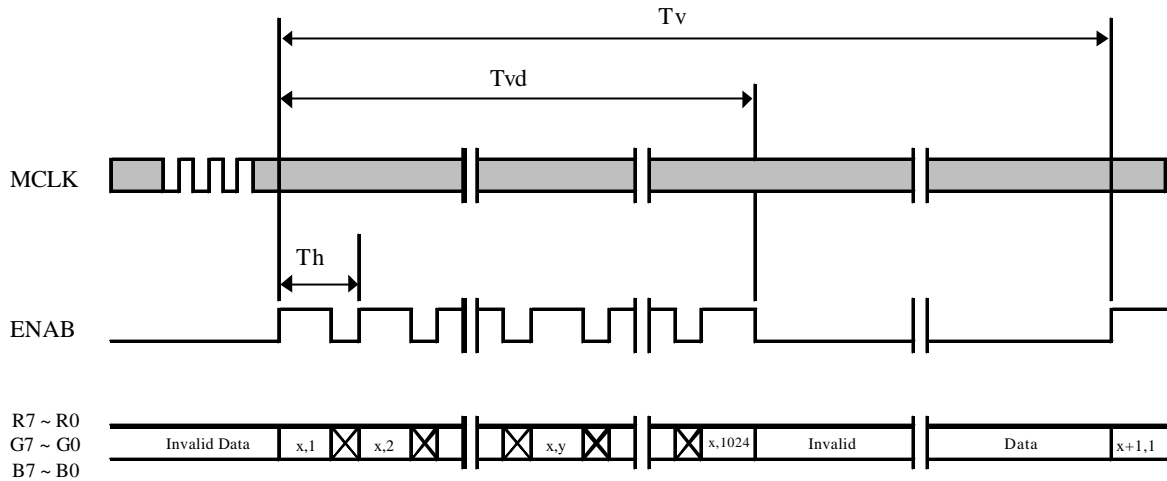 Tv
Tvd
MCLK
Th
ENAB
R7 ~ R0
G7 ~ G0
B7 ~ B0
Invalid Data
x,1
x,2
x,y
x,1024
Invalid
Data
x+1,1